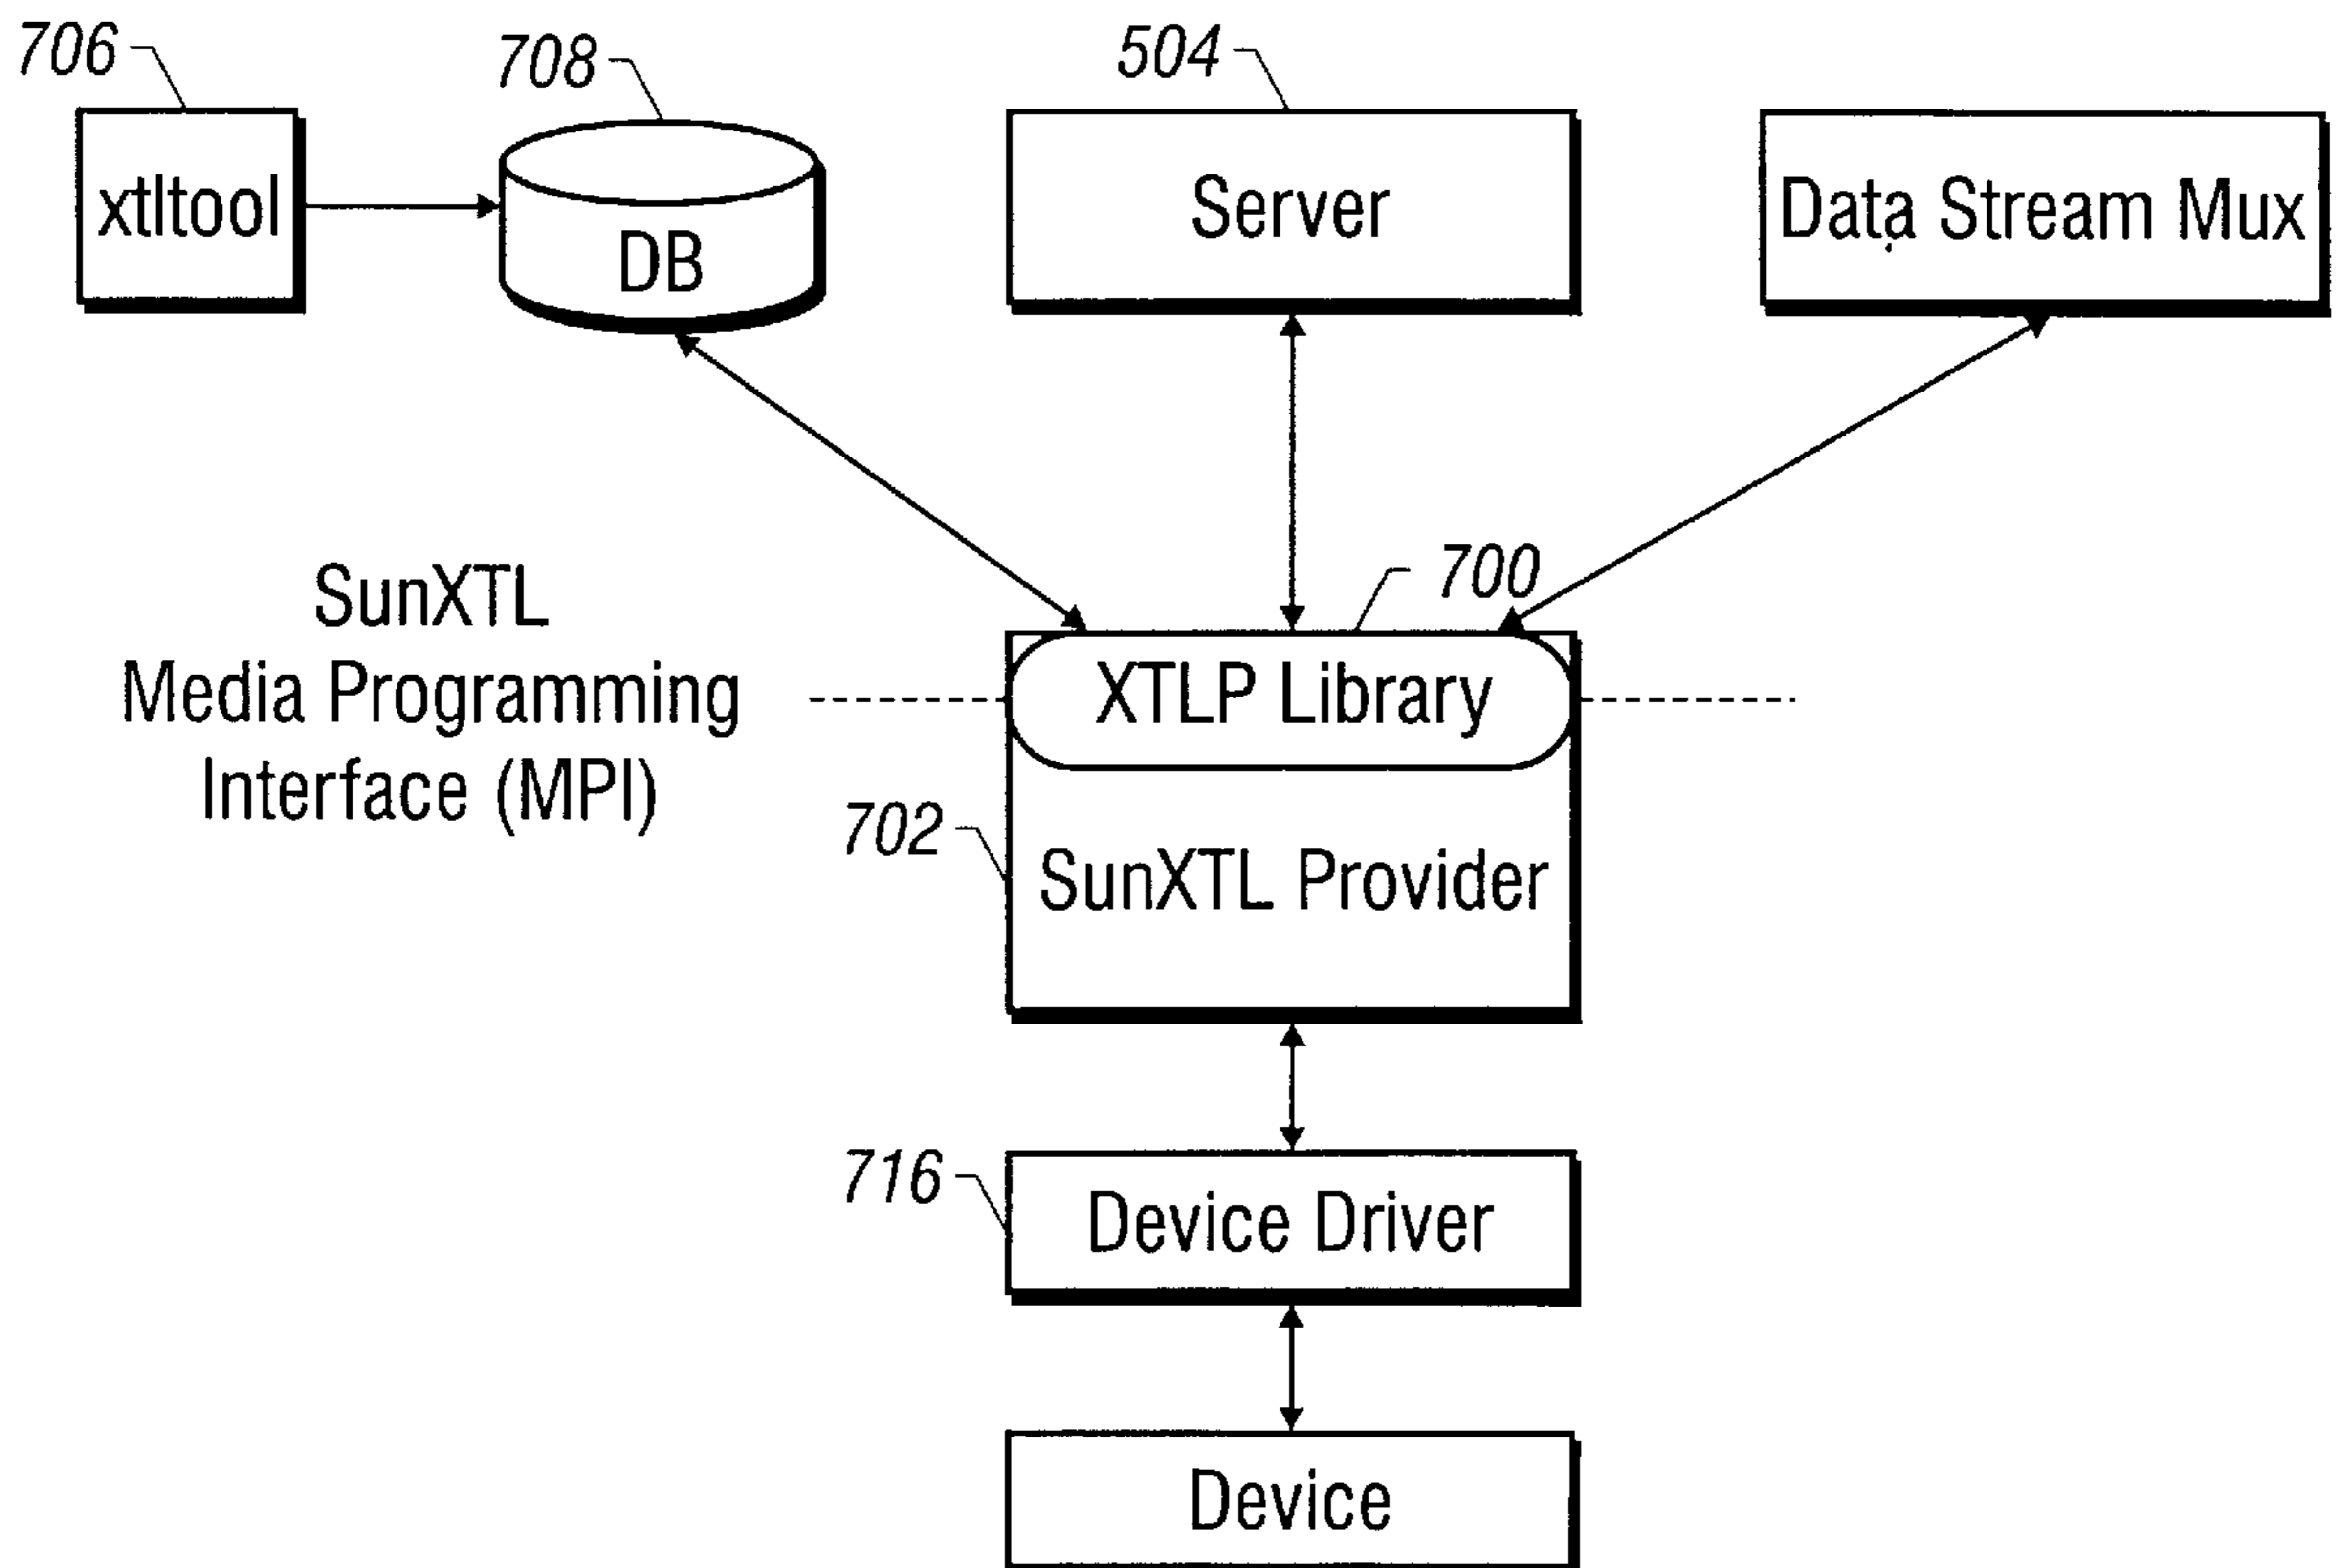 706
708
504
xtltool
DB
Server
Data Stream Mux
700
SunXTL
Media Programming
Interface (MPI)
XTLP Library
702
SunXTL Provider
716
Device Driver
Device